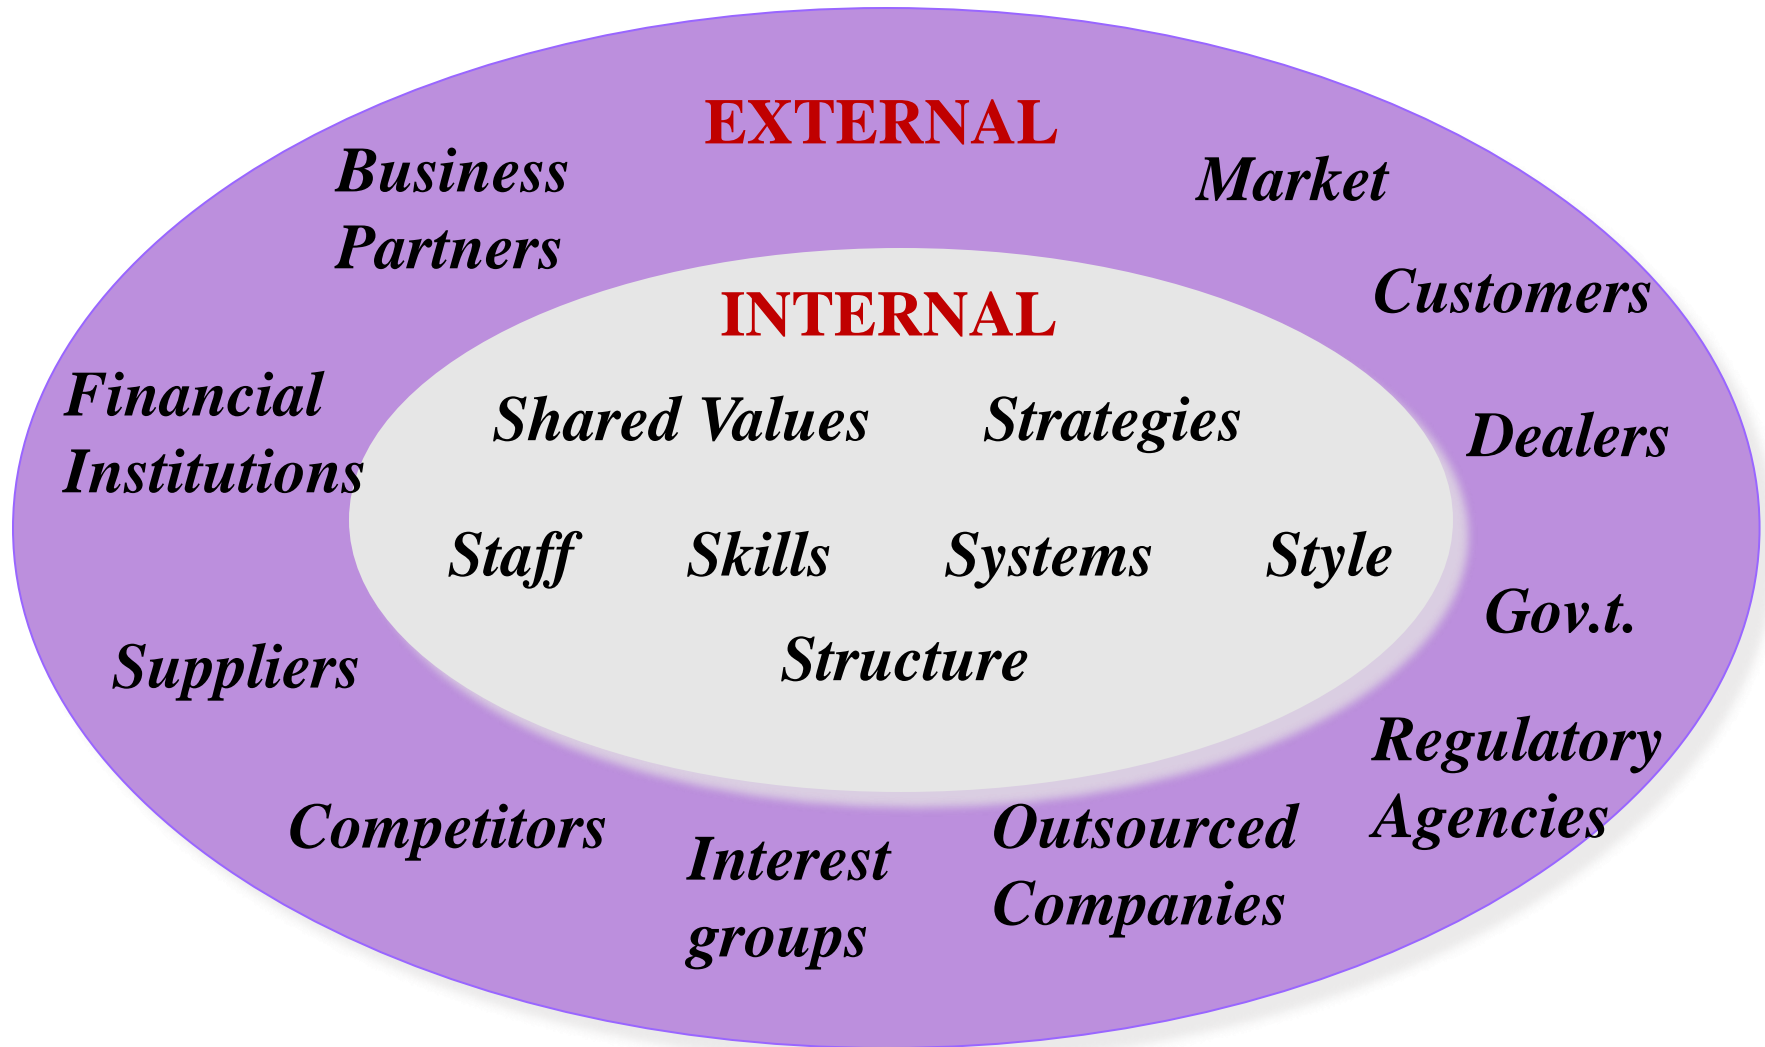 EXTERNAL
Business
Partners
Market
Customers
INTERNAL
Financial
Institutions
Shared Values
Strategies
Dealers
Staff
Skills
Systems
Style
Gov.t.
Suppliers
Structure
Regulatory
Agencies
Competitors
Interest
groups
Outsourced
Companies